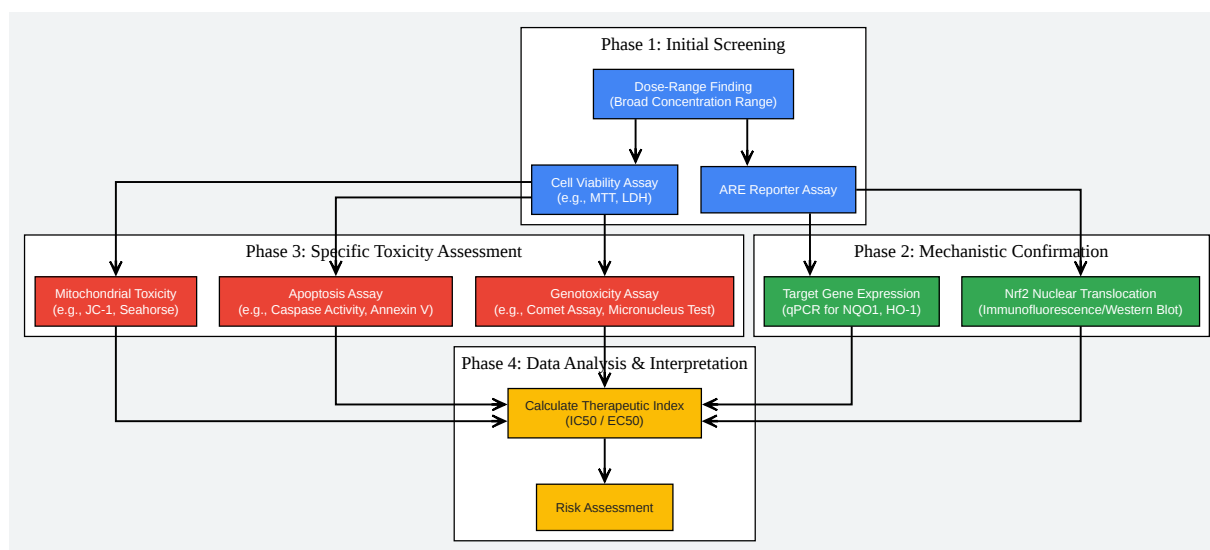 Phase 1: Initial Screening
Dose-Range Finding
(Broad Concentration Range)
Cell Viability Assay
(e.g., MTT, LDH)
ARE Reporter Assay
Phase 3: Specific Toxicity Assessment
Mitochondrial Toxicity
(e.g., JC-1, Seahorse)
Apoptosis Assay
(e.g., Caspase Activity, Annexin V)
Genotoxicity Assay
(e.g., Comet Assay, Micronucleus Test)
Phase 2: Mechanistic Confirmation
Target Gene Expression
(qPCR for NQO1, HO-1)
Nrf2 Nuclear Translocation
(Immunofluorescence/Western Blot)
Phase 4: Data Analysis & Interpretation
Calculate Therapeutic Index
(IC50 / EC50)
Risk Assessment